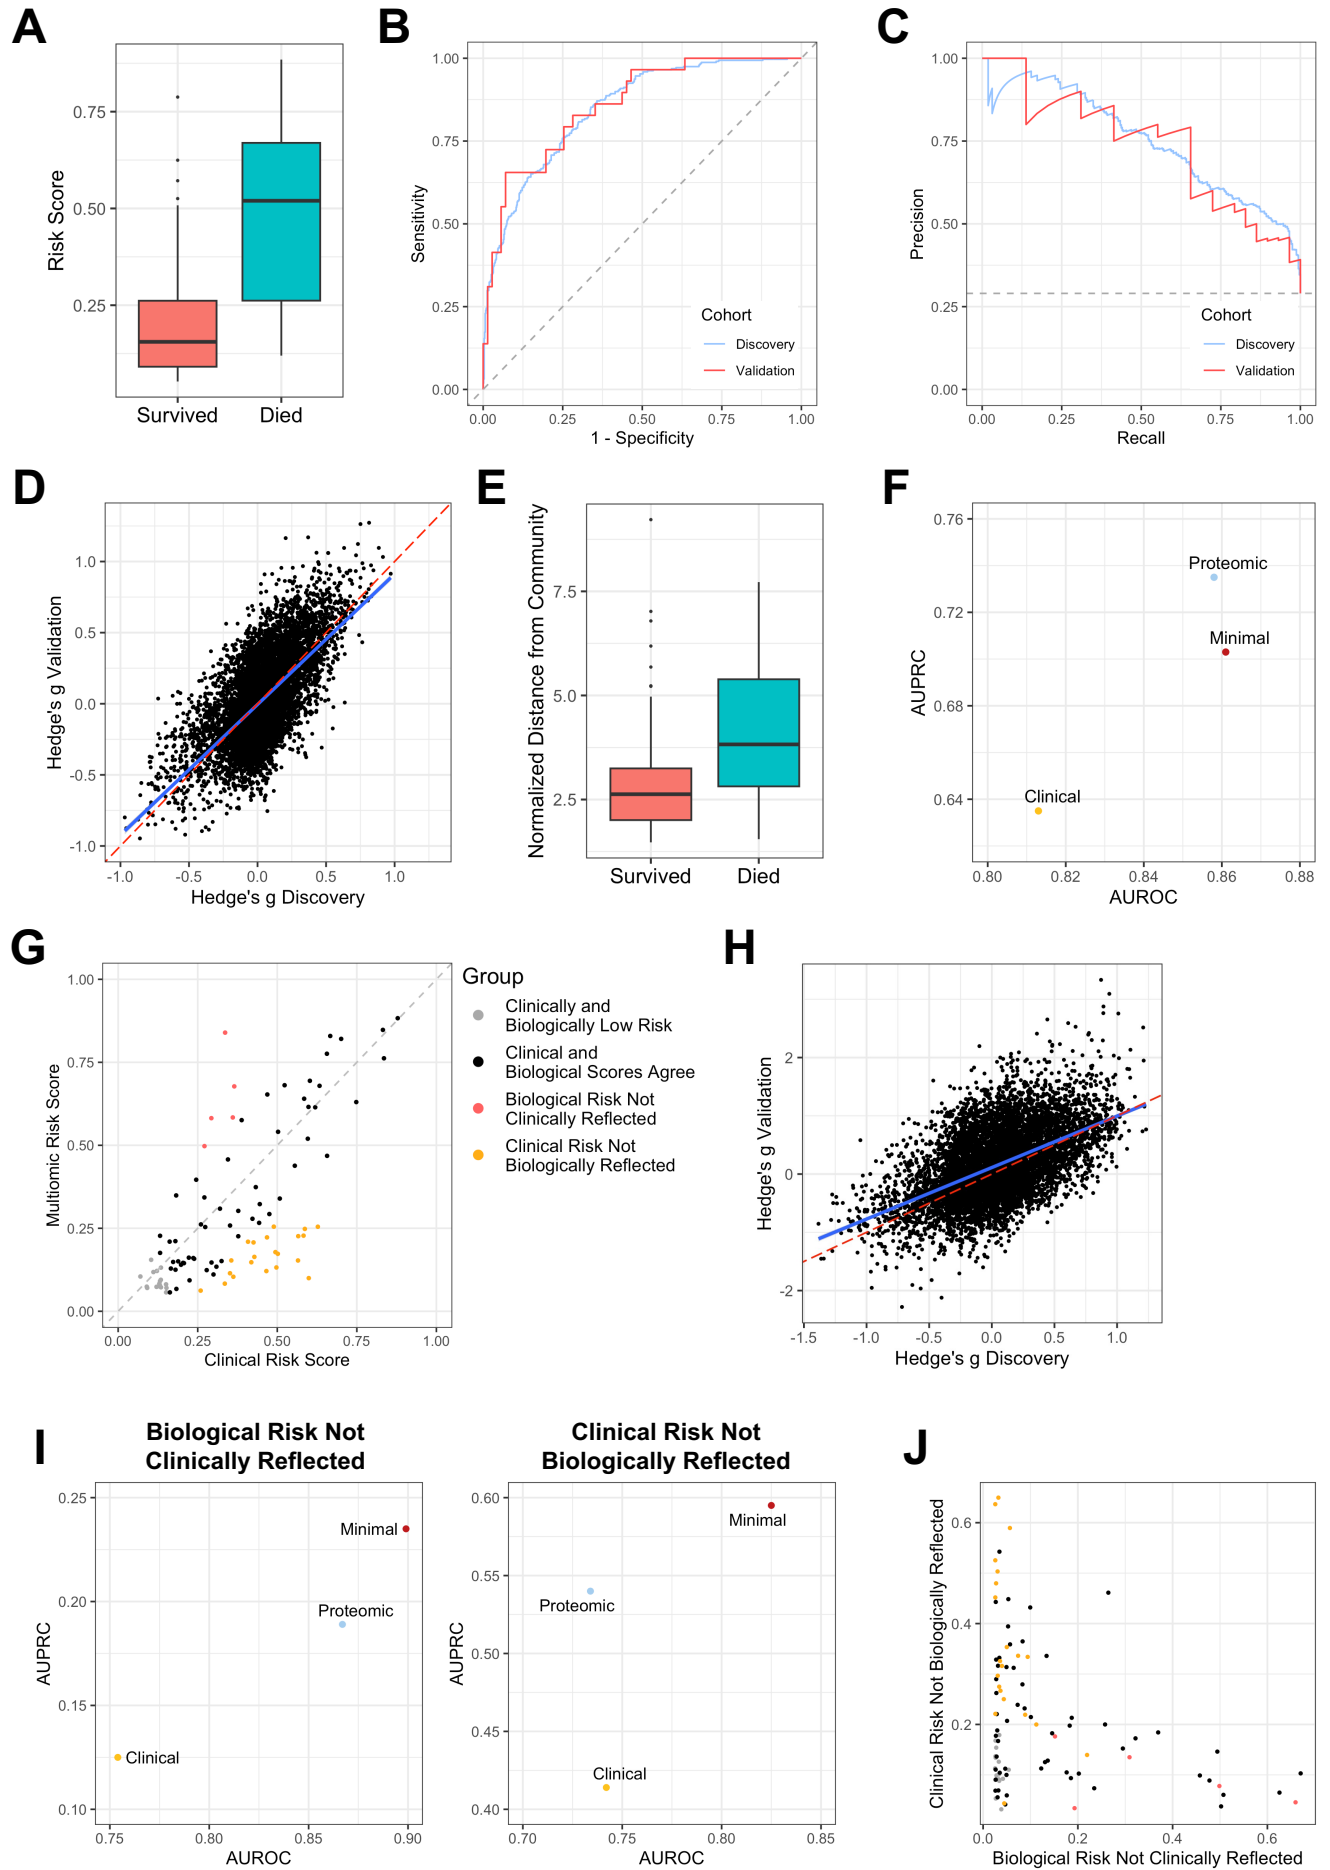 A
Risk Score
0.75
0.50
0.25
Survived
Died
B
Sensitivity
1.00
0.75
0.50
0.25
0.00
Cohort
Discovery
Validation
0.00
0.25
0.50
0.75
1.00
1 - Specificity
C
Precision
1.00
0.75
0.50
0.25
0.00
Cohort
Discovery
Validation
0.00
0.25
0.50
0.75
1.00
Recall
D
Hedge's g Validation
1.0
0.5
0.0
-0.5
-1.0
-1.0
-0.5
0.0
0.5
1.0
Hedge's g Discovery
E
Normalized Distance from Community
7.5
5.0
2.5
Survived
Died
F
AUPRC
0.76
0.72
0.68
0.64
Proteomic
Minimal
Clinical
0.80
0.82
0.84
0.86
0.88
AUROC
G
Multiomic Risk Score
1.00
0.75
0.50
0.25
0.00
0.00
0.25
0.50
0.75
1.00
Clinical Risk Score
Group
Clinically and
Biologically Low Risk
Clinical and
Biological Scores Agree
Biological Risk Not
Clinically Reflected
Clinical Risk Not
Biologically Reflected
H
Hedge's g Validation
2
0
-2
-1.5
-1.0
-0.5
0.0
0.5
1.0
Hedge's g Discovery
I
Biological Risk Not
Clinically Reflected
AUPRC
0.25
0.20
0.15
0.10
Minimal
Proteomic
Clinical
0.75
0.80
0.85
0.90
AUROC
Clinical Risk Not
Biologically Reflected
AUPRC
0.60
0.55
0.50
0.45
0.40
Minimal
Proteomic
Clinical
0.70
0.75
0.80
0.85
AUROC
J
Clinical Risk Not Biologically Reflected
0.6
0.4
0.2
0.0
0.2
0.4
0.6
Biological Risk Not Clinically Reflected